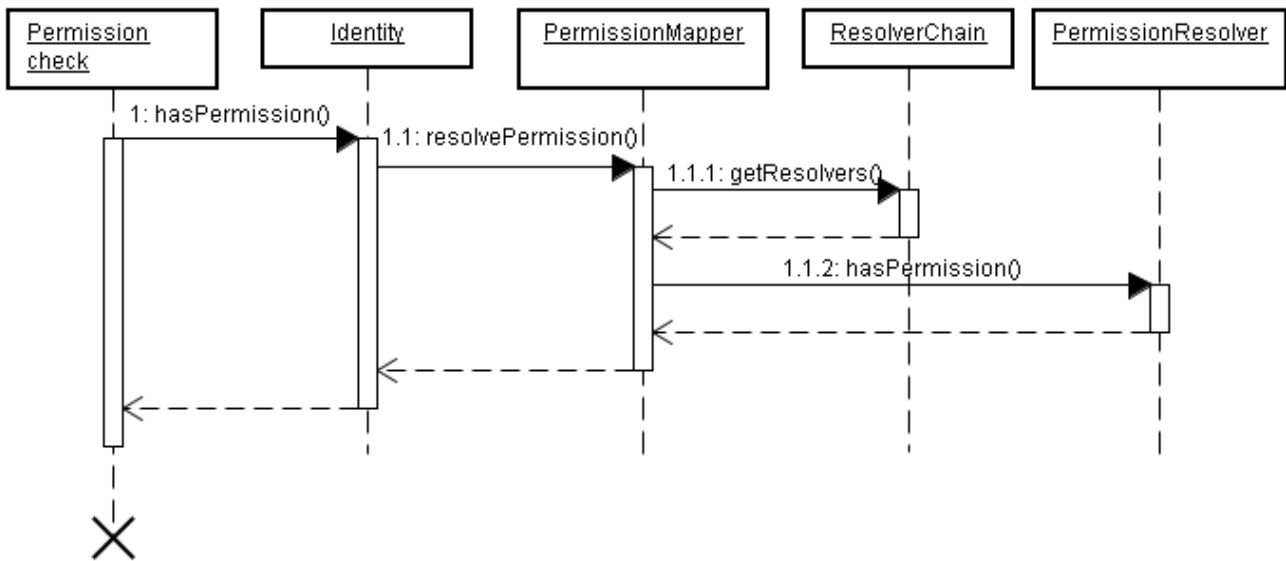 Permission
check
Identity
PermissionMapper
ResolverChain
PermissionResolver
1: hasPermission()
1.1: resolvePermission()
1.1.1: getResolvers()
1.1.2: hasPermission()